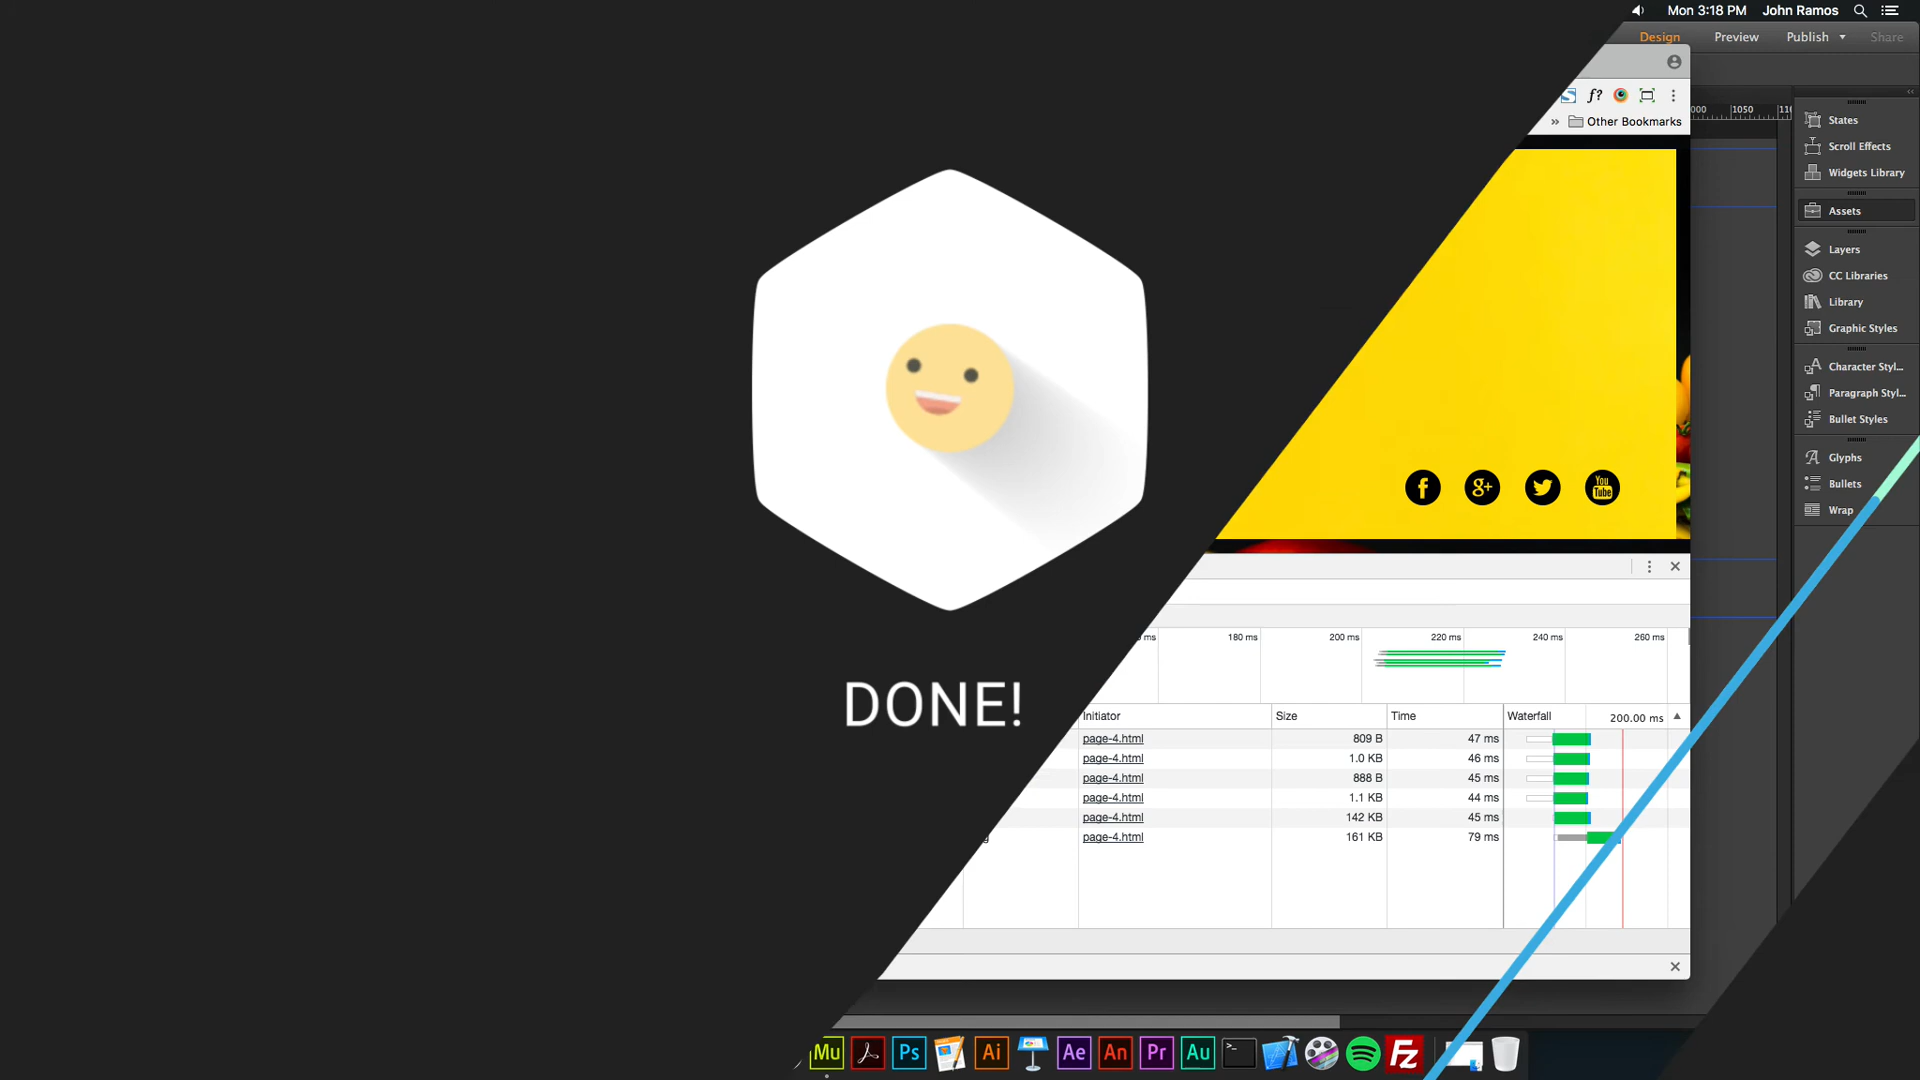 Mon 3:18 PM John Ramos
Design Preview Publish Share
f?
» Other Bookmarks
1050
States
Scroll Effects
Widgets Library
Assets
Layers
CC Libraries
Library
Graphic Styles
Character Styl...
Paragraph Styl...
Bullet Styles
Glyphs
Bullets
Wrap
f g+ You Tube
ms 180 ms 200 ms 220 ms 240 ms 260 ms
DONE!
Initiator Size Time Waterfall 200.00 ms
page-4.html 809 B 47 ms
page-4.html 1.0 KB 46 ms
page-4.html 888 B 45 ms
page-4.html 1.1 KB 44 ms
page-4.html 142 KB 45 ms
page-4.html 161 KB 79 ms
Mu Ps Ai Ae An Pr Au >_ Fz